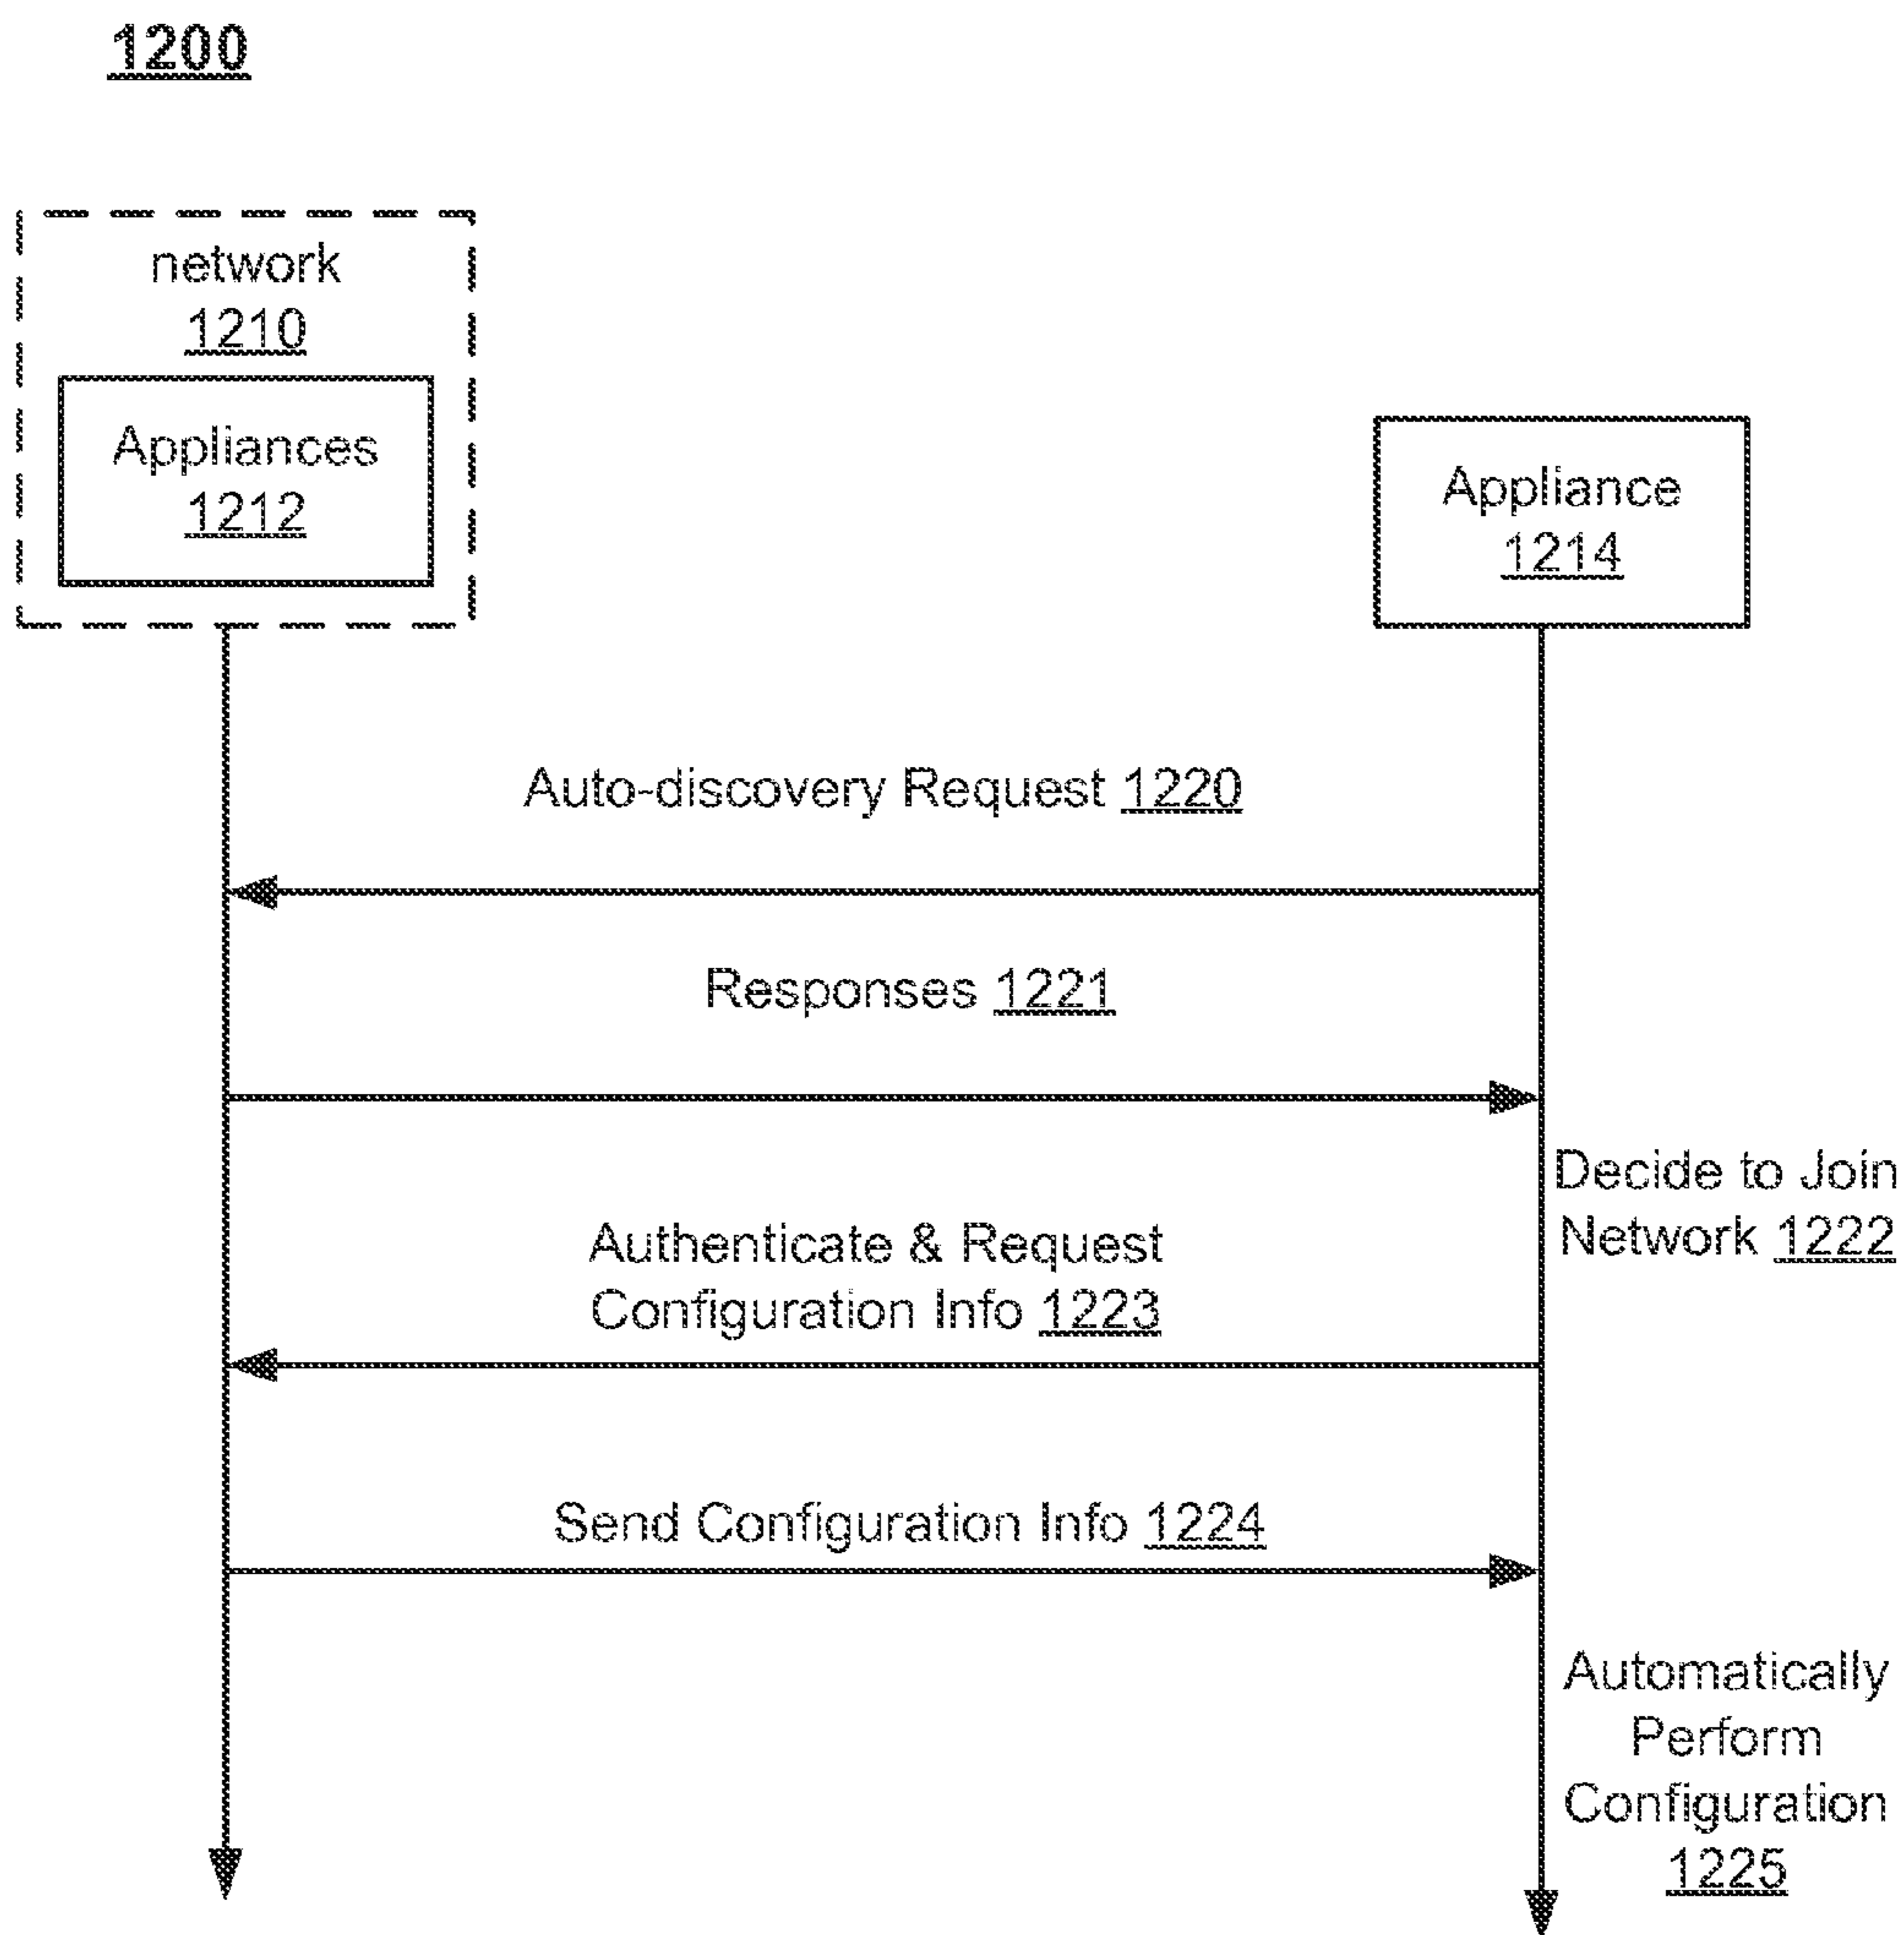 1200
network
1210
Appliances
1212
Appliance
1214
Auto-discovery Request 1220
Responses 1221
Decide to Join
Network 1222
Authenticate & Request
Configuration Info 1223
Send Configuration Info 1224
Automatically
Perform
Configuration
1225